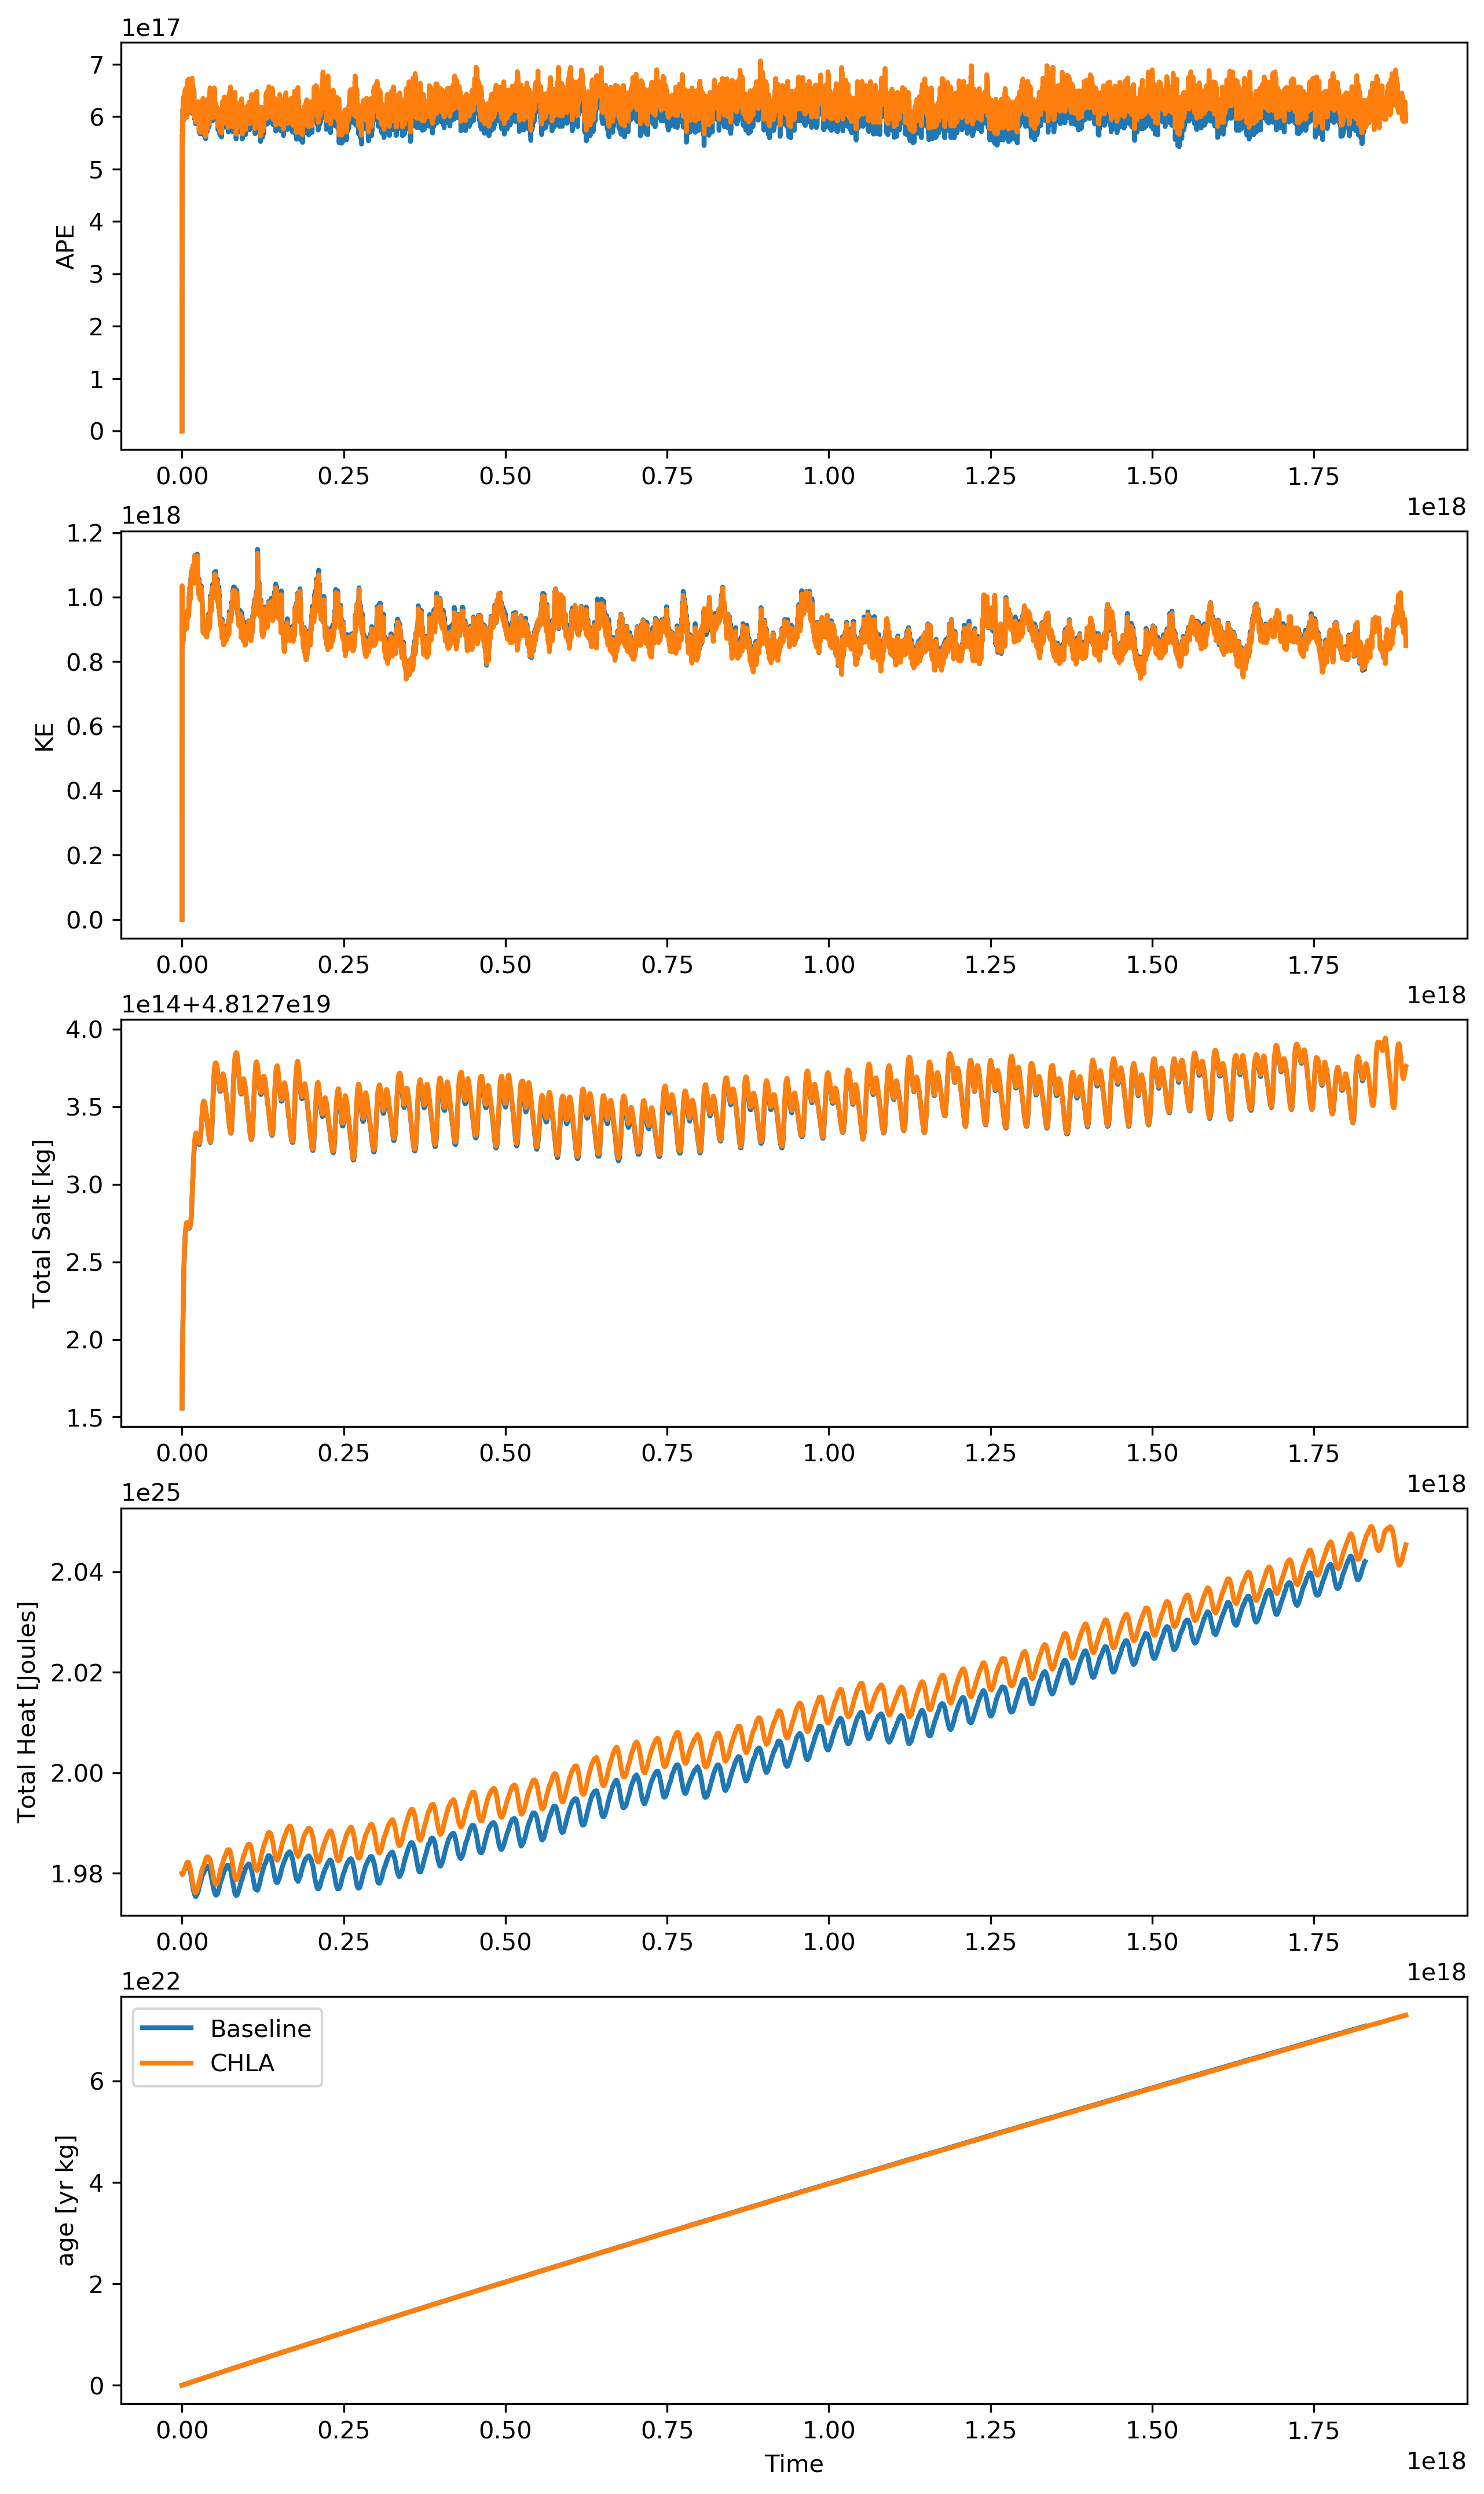 1e17
7
6
5
4
3
2
1
0
APE
0.00 0.25 0.50 0.75 1.00 1.25 1.50 1.75
1e18
1e18
1.2
1.0
0.8
0.6
0.4
0.2
0.0
KE
0.00 0.25 0.50 0.75 1.00 1.25 1.50 1.75
1e18
1e14+4.8127e19
4.0
3.5
3.0
2.5
2.0
1.5
Total Salt [kg]
0.00 0.25 0.50 0.75 1.00 1.25 1.50 1.75
1e18
1e25
2.04
2.02
2.00
1.98
Total Heat [Joules]
0.00 0.25 0.50 0.75 1.00 1.25 1.50 1.75
1e18
1e22
Baseline
CHLA
6
4
2
0
age [yr kg]
0.00 0.25 0.50 0.75 1.00 1.25 1.50 1.75
Time
1e18